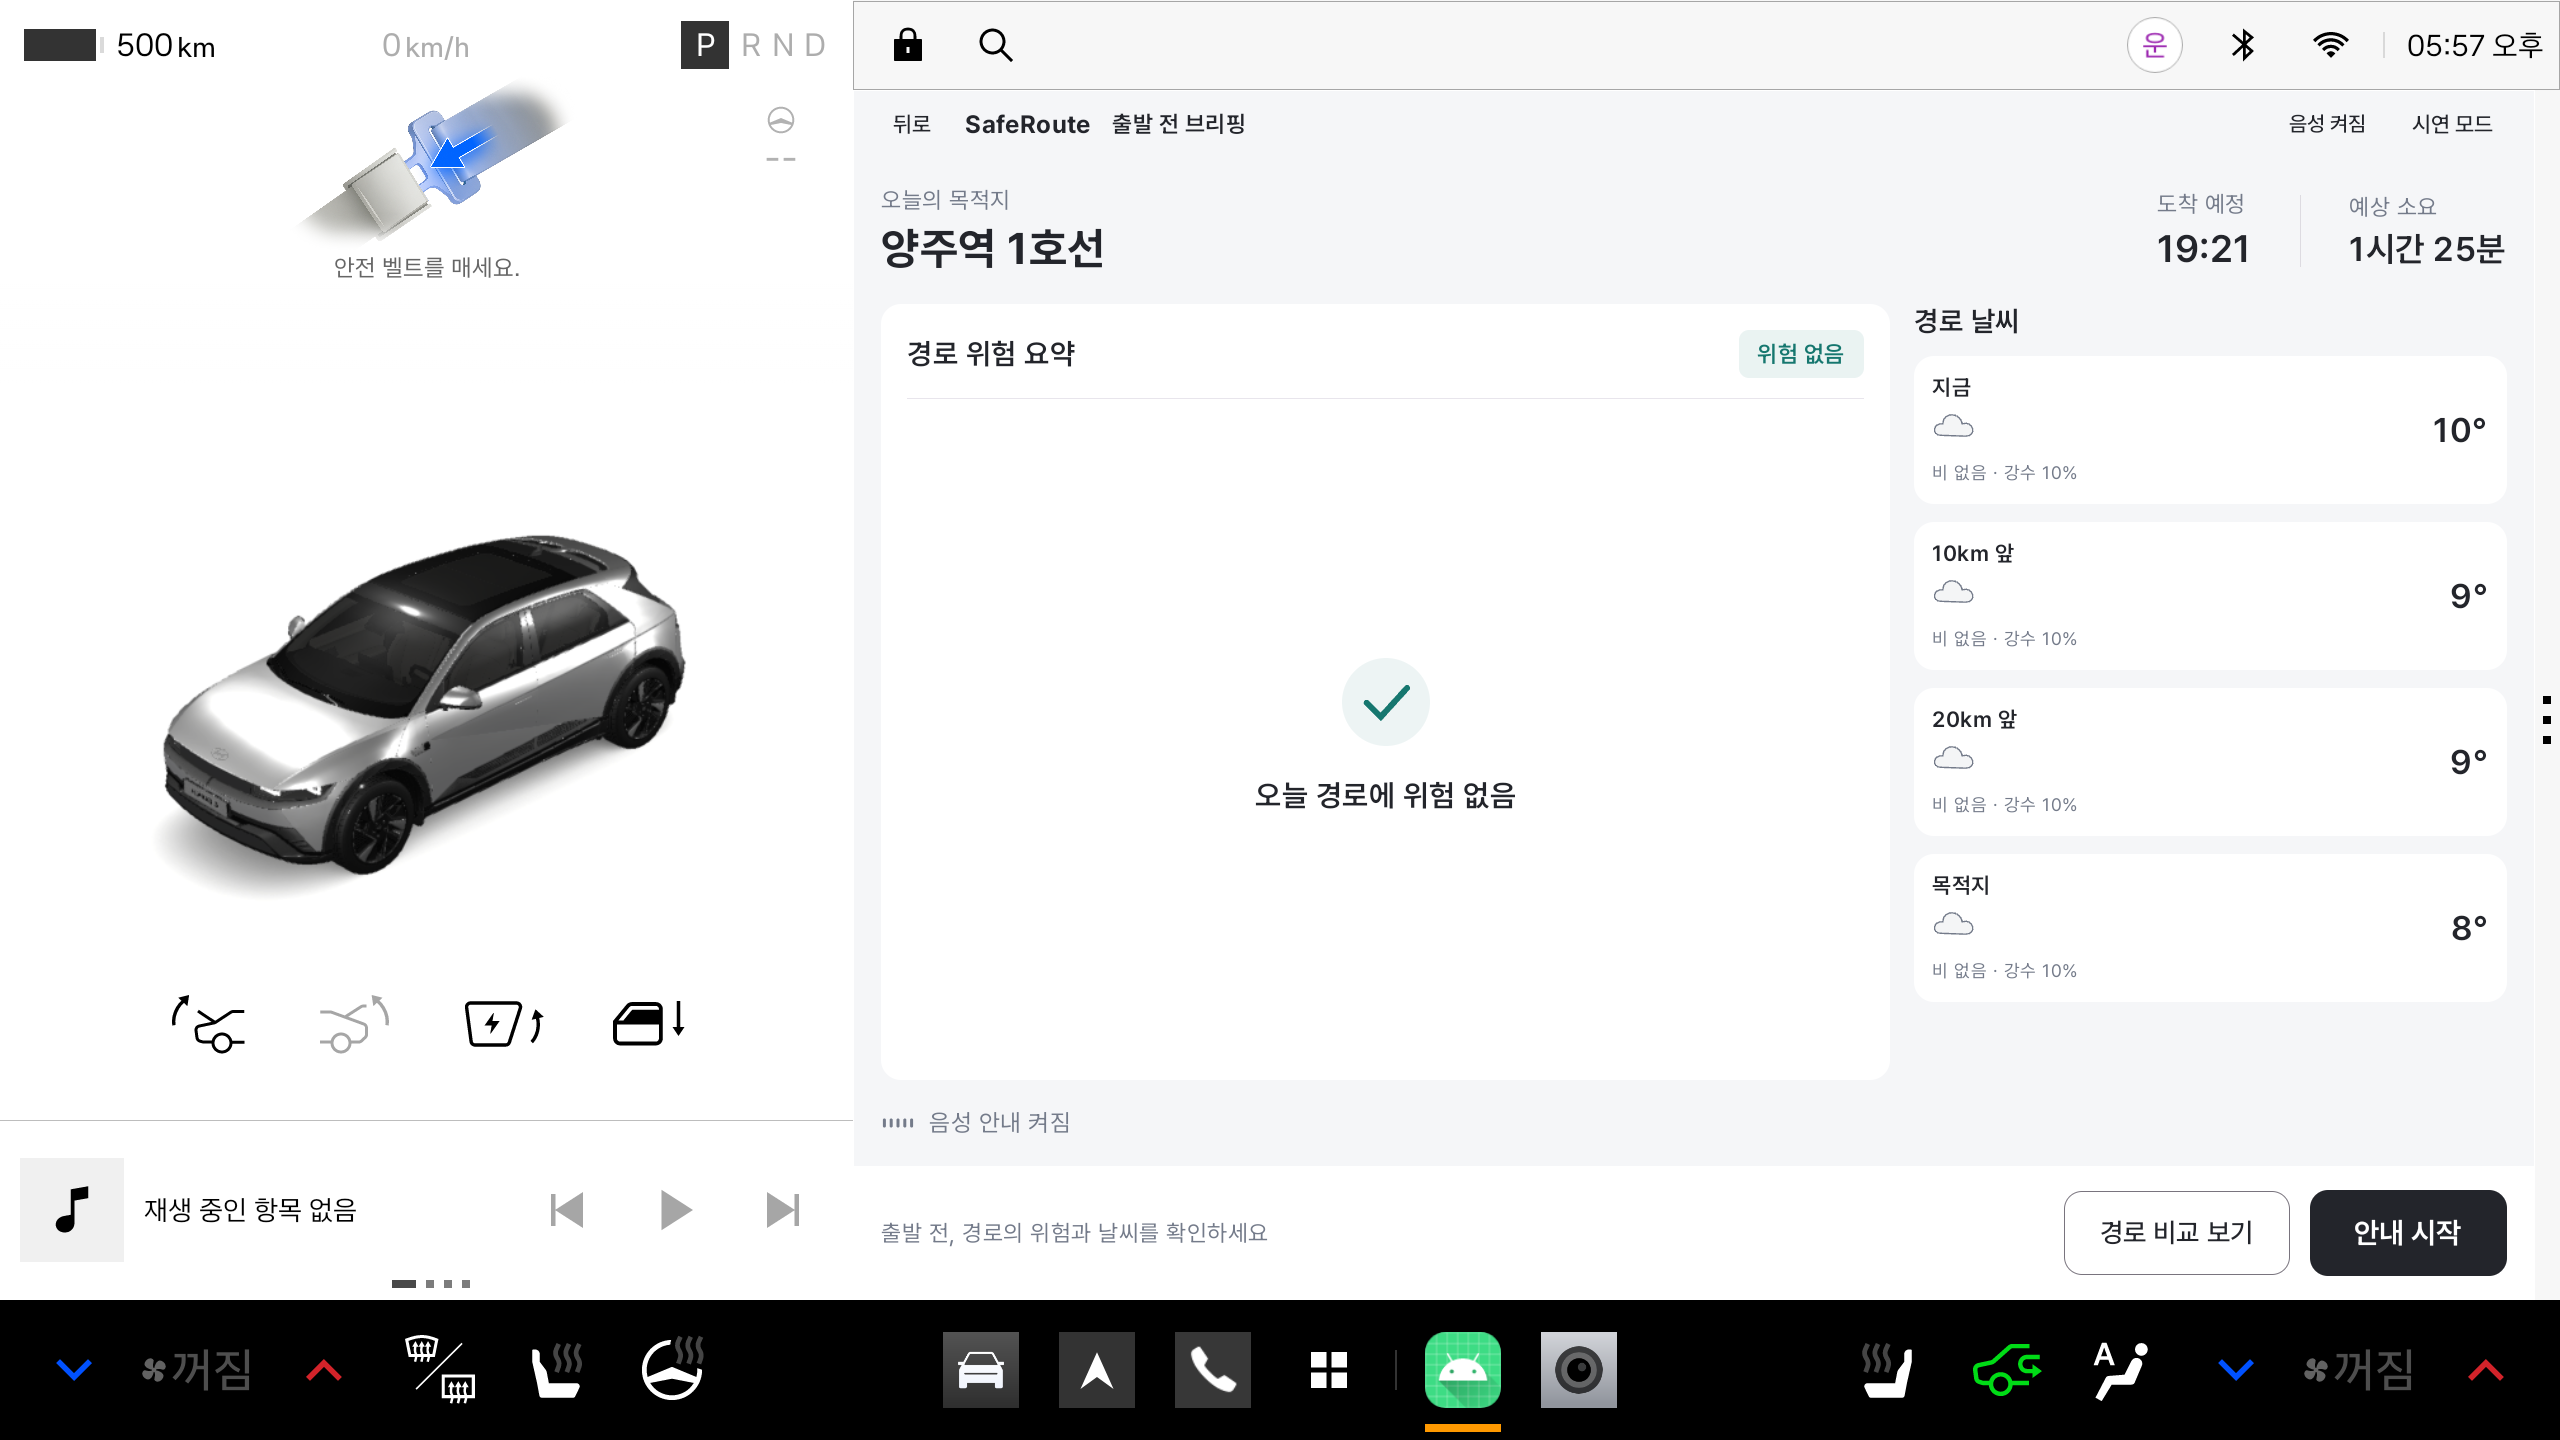 500 km
0 km/h
P R N D
운
05:57 오후
안전 벨트를 매세요.
뒤로
SafeRoute 출발 전 브리핑
음성 켜짐
시연 모드
오늘의 목적지
양주역 1호선
도착 예정
19:21
예상 소요
1시간 25분
경로 위험 요약
위험 없음
오늘 경로에 위험 없음
경로 날씨
지금
10°
비 없음 · 강수 10%
10km 앞
9°
비 없음 · 강수 10%
20km 앞
9°
비 없음 · 강수 10%
목적지
8°
비 없음 · 강수 10%
음성 안내 켜짐
재생 중인 항목 없음
출발 전, 경로의 위험과 날씨를 확인하세요
경로 비교 보기
안내 시작
꺼짐
A
꺼짐